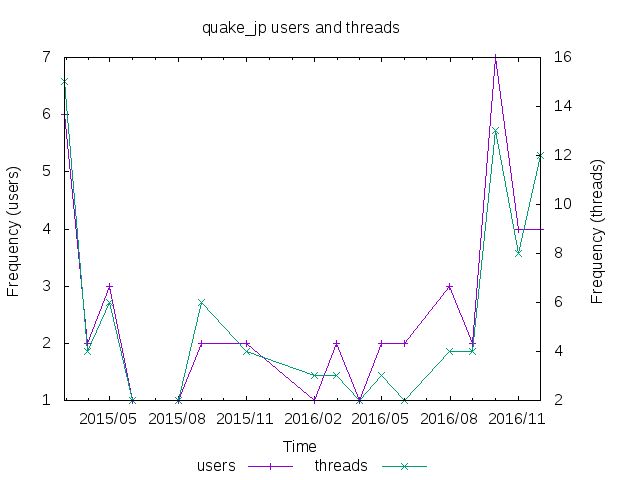 quake_jp users and threads
7
6
5
4
3
2
1
16
14
12
10
8
6
4
2
Frequency (users)
Frequency (threads)
2015/05 2015/08 2015/11 2016/02 2016/05 2016/08 2016/11
Time
users threads